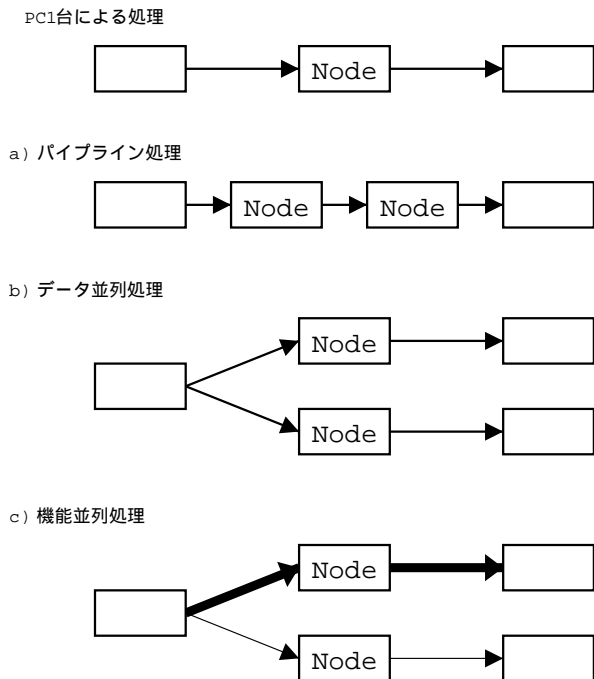 PC1台による処理
Node
a) パイプライン処理
Node Node
b) データ並列処理
Node
Node
c) 機能並列処理
Node
Node